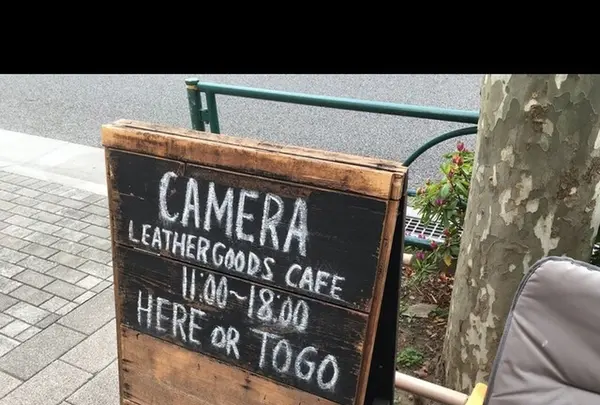 CAMERA
LEATHERGOODS CAFE
11:00~18:00
HERE OR TOGO